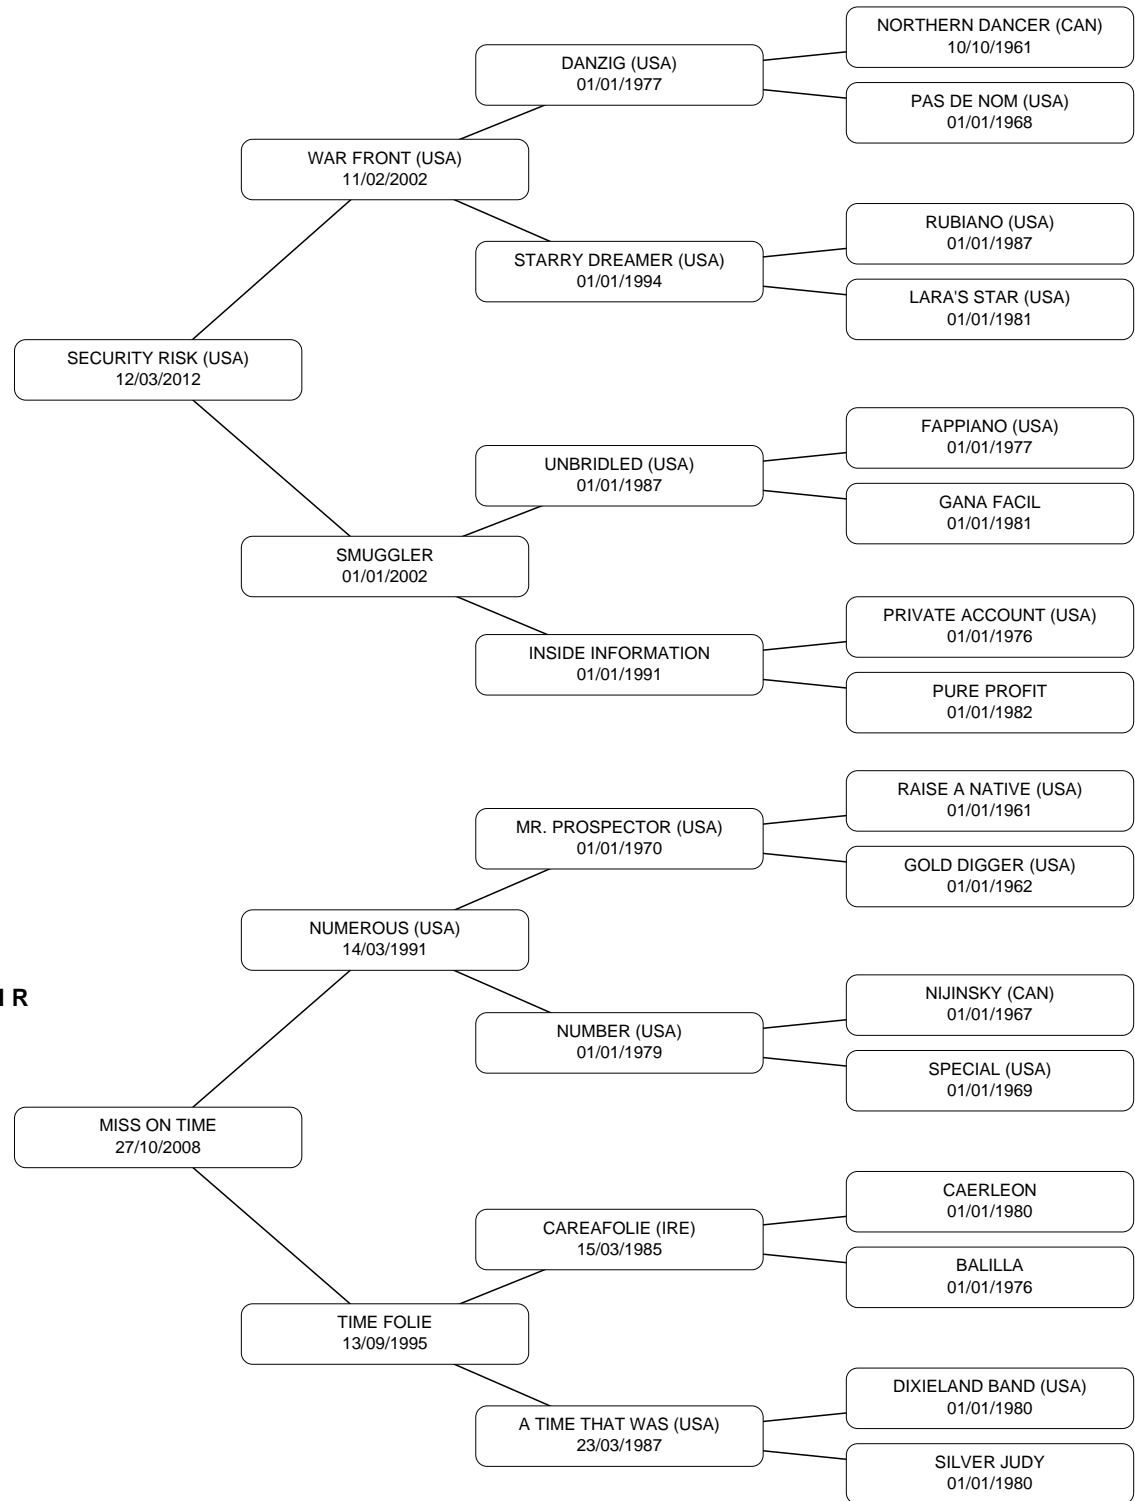 NORTHERN DANCER (CAN)
10/10/1961
DANZIG (USA)
01/01/1977
PAS DE NOM (USA)
01/01/1968
WAR FRONT (USA)
11/02/2002
RUBIANO (USA)
01/01/1987
STARRY DREAMER (USA)
01/01/1994
LARA'S STAR (USA)
01/01/1981
SECURITY RISK (USA)
12/03/2012
FAPPIANO (USA)
01/01/1977
UNBRIDLED (USA)
01/01/1987
GANA FACIL
01/01/1981
SMUGGLER
01/01/2002
PRIVATE ACCOUNT (USA)
01/01/1976
INSIDE INFORMATION
01/01/1991
PURE PROFIT
01/01/1982
RAISE A NATIVE (USA)
01/01/1961
MR. PROSPECTOR (USA)
01/01/1970
GOLD DIGGER (USA)
01/01/1962
NUMEROUS (USA)
14/03/1991
NIJINSKY (CAN)
01/01/1967
R
NUMBER (USA)
01/01/1979
SPECIAL (USA)
01/01/1969
MISS ON TIME
27/10/2008
CAERLEON
01/01/1980
CAREAFOLIE (IRE)
15/03/1985
BALILLA
01/01/1976
TIME FOLIE
13/09/1995
DIXIELAND BAND (USA)
01/01/1980
A TIME THAT WAS (USA)
23/03/1987
SILVER JUDY
01/01/1980